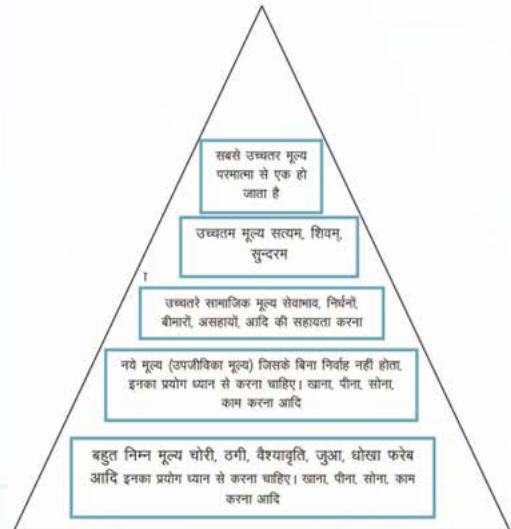 सबसे उच्चतर मूल्य
परमात्मा से एक हो
जाता है
उच्चतम मूल्य सत्यम्, शिवम्,
सुन्दरम
ा
उच्चतरे सामाजिक मूल्य सेवाभाव, निर्धनों,
बीमारों, असहायों, आदि की सहायता करना
नये मूल्य (उपजीविका मूल्य) जिसके बिना निर्वाह नहीं होता,
इनका प्रयोग ध्यान से करना चाहिए। खाना, पीना, सोना,
काम करना आदि
बहुत निम्न मूल्य चोरी, ठगी, वैश्यावृति, जुआ, धोखा फरेब
आदि इनका प्रयोग ध्यान से करना चाहिए। खाना, पीना, सोना, काम
करना आदि